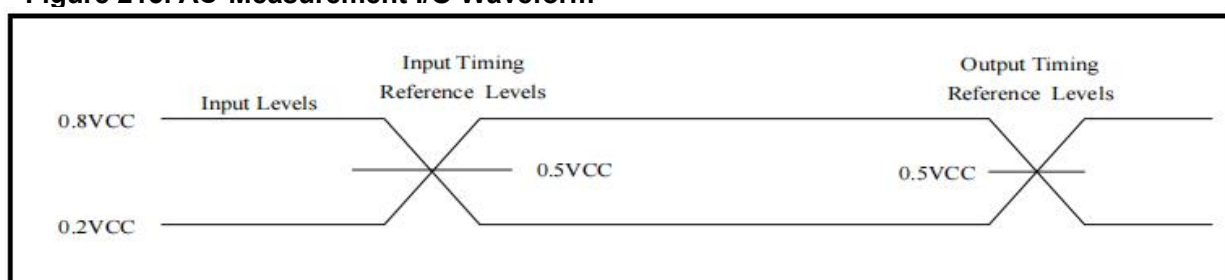 Input Timing
Reference Levels
Output Timing
Reference Levels
Input Levels
0.8VCC
0.5VCC
0.5VCC
0.2VCC